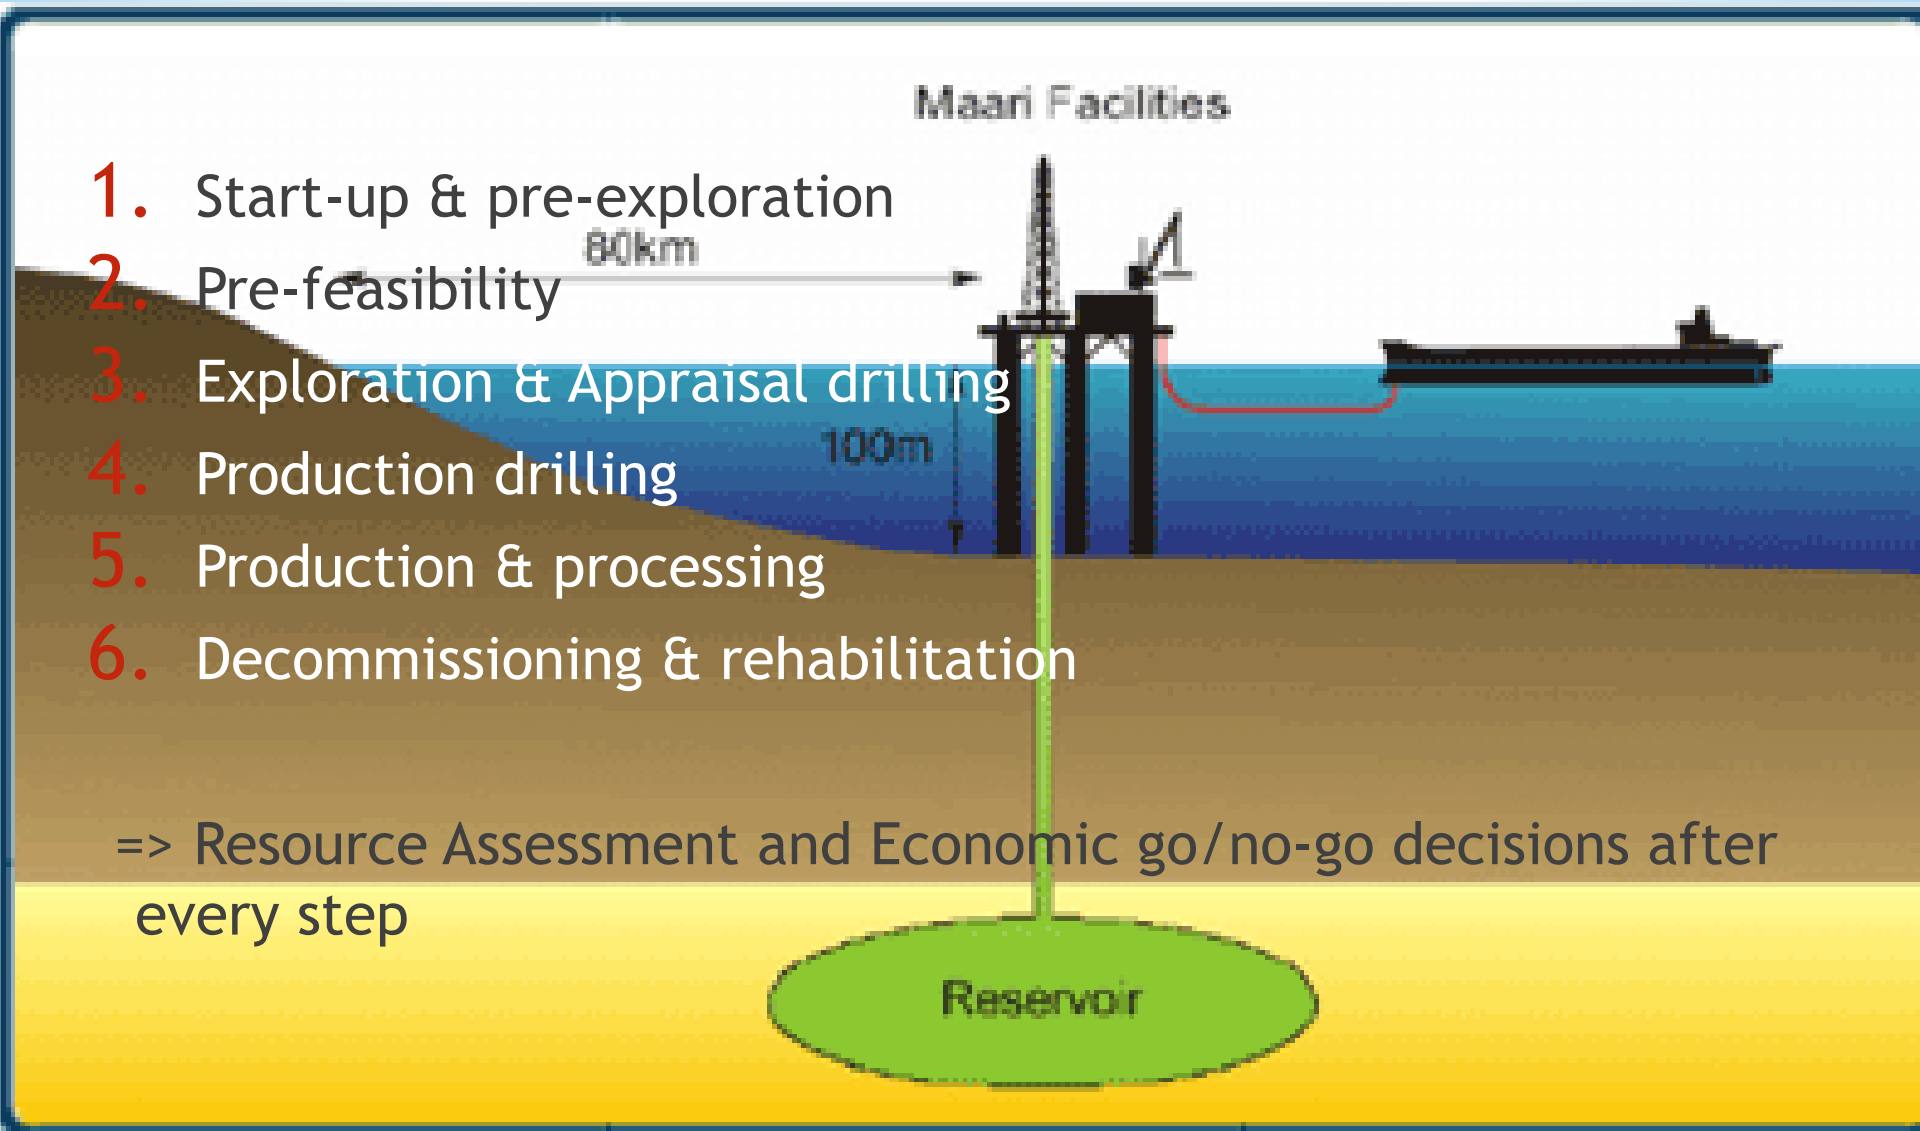 Maari Facilities
1. Start-up & pre-exploration
80km
2. Pre-feasibility
3. Exploration & Appraisal drilling
100m
4. Production drilling
5. Production & processing
6. Decommissioning & rehabilitation
=> Resource Assessment and Economic go/no-go decisions after
every step
Reservoir